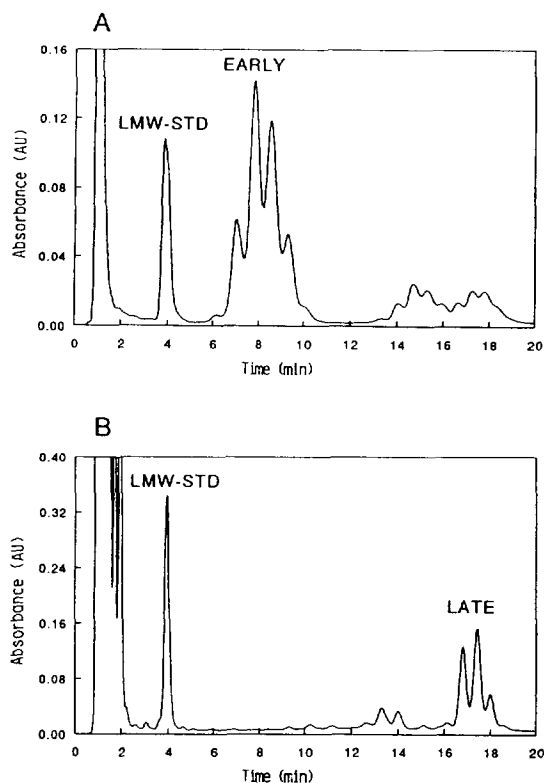 A
0.16
EARLY
LMW-STD
0.12
Absorbance (AU)
0.08
0.04
0.00
0 2 4 6 8 10 12 14 16 18 20
Time (min)
B
0.40
LMW-STD
0.32
Absorbance (AU)
0.24
LATE
0.16
0.08
0.00
0 2 4 6 8 10 12 14 16 18 20
Time (min)